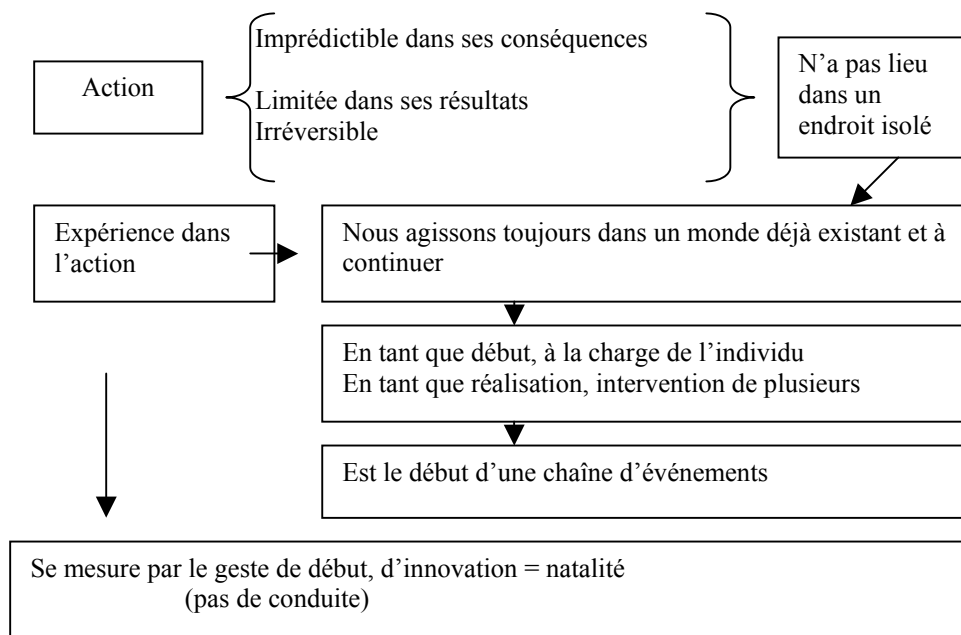 Action
Imprédictible dans ses conséquences
Limitée dans ses résultats
Irréversible
N’a pas lieu
dans un
endroit isolé
Expérience dans
l’action
Nous agissons toujours dans un monde déjà existant et à
continuer
En tant que début, à la charge de l’individu
En tant que réalisation, intervention de plusieurs
Est le début d’une chaîne d’événements
Se mesure par le geste de début, d’innovation = natalité
(pas de conduite)